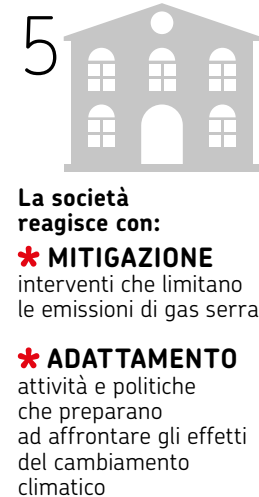 5
La società
reagisce con:
* MITIGAZIONE
interventi che limitano
le emissioni di gas serra
* ADATTAMENTO
attività e politiche
che preparano
ad affrontare gli effetti
del cambiamento
climatico